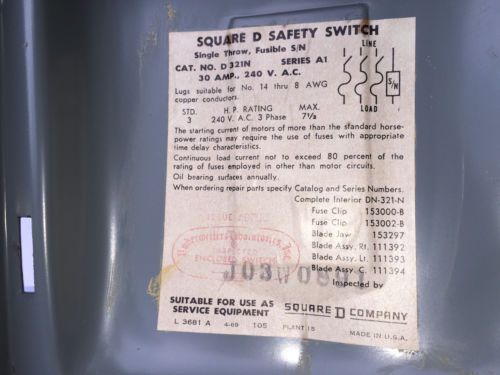 SQUARE D SAFETY SWITCH
Single Throw, Fusible S/N
CAT. NO. D321N SERIES A1
30 AMP., 240 V. A.C.
Lugs suitable for No. 14 thru 8 AWG
copper conductors.
STD. H.P. RATING MAX.
3 240 V. A.C. 3 Phase 7½
LINE
S/N
LOAD
The starting current of motors of more than the standard horse-
power ratings may require the use of fuses with appropriate
time delay characteristics.
Continuous load current not to exceed 80 percent of the
rating of fuses employed in other than motor circuits.
Oil bearing surfaces annually.
When ordering repair parts specify Catalog and Series Numbers.
Complete Interior DN-321-N
Fuse Clip 153000-B
Fuse Clip 153002-B
Blade Jaw 153297
Blade Assy. Rt. 111392
Blade Assy. Lt. 111393
Blade Assy. C. 111394
Inspected by
Underwriters Laboratories, Inc.
ENCLOSED SWITCH
SUITABLE FOR USE AS
SERVICE EQUIPMENT
SQUARE D COMPANY
L 3681 A 4-69 105 PLANT 15 MADE IN U.S.A.